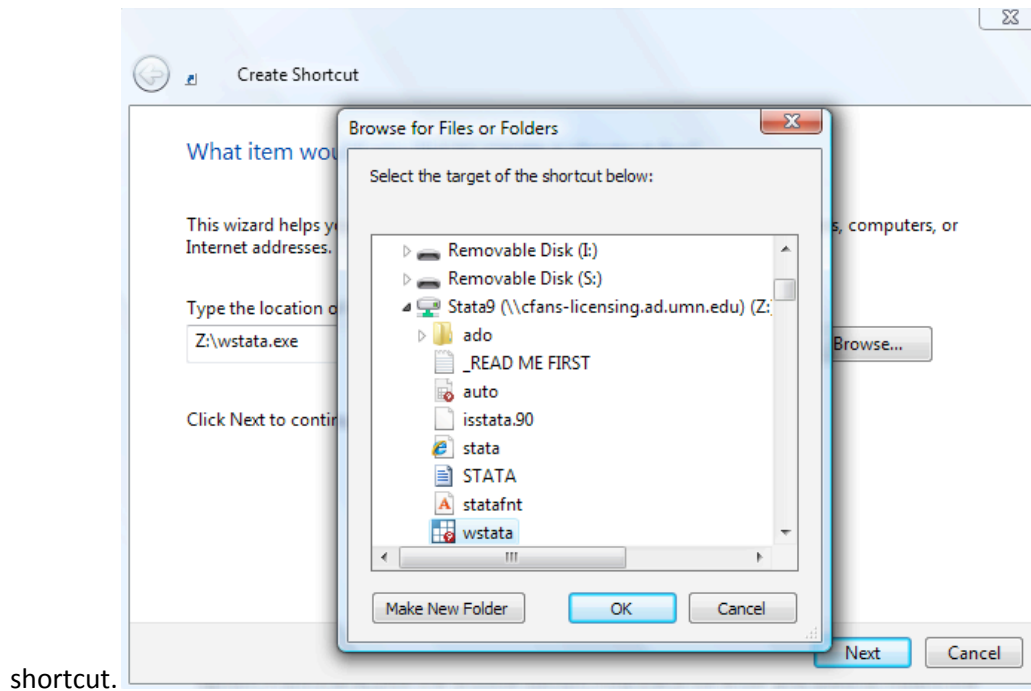 Create Shortcut
What item wou
This wizard helps y
s, computers, or
Internet addresses.
Type the location o
Z:\wstata.exe
Browse...
Click Next to contin
Browse for Files or Folders
Select the target of the shortcut below:
Removable Disk (I:)
Removable Disk (S:)
Stata9 (\\cfans-licensing.ad.umn.edu) (Z:
ado
_READ ME FIRST
auto
isstata.90
stata
STATA
statafnt
wstata
Make New Folder
OK
Cancel
Next
Cancel
shortcut.